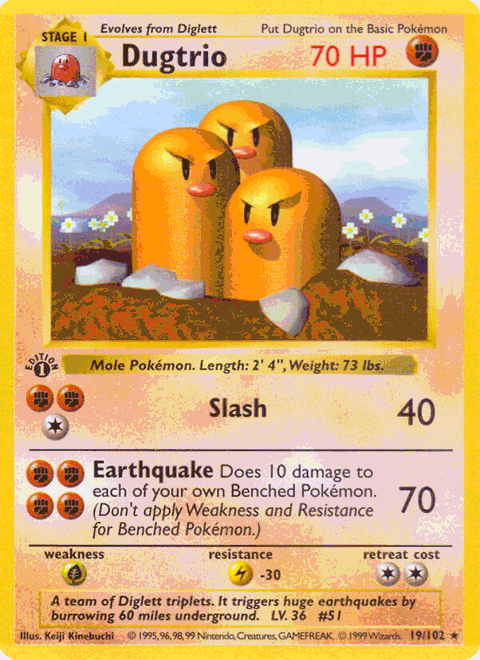 STAGE 1
Evolves from Diglett
Put Dugtrio on the Basic Pokémon
Dugtrio
70 HP
EDITION
1
Mole Pokémon. Length: 2' 4", Weight: 73 lbs.
Slash
40
Earthquake Does 10 damage to
each of your own Benched Pokémon.
(Don't apply Weakness and Resistance
for Benched Pokémon.)
70
weakness
resistance
retreat cost
-30
A team of Diglett triplets. It triggers huge earthquakes by
burrowing 60 miles underground. LV. 36 #51
Illus. Keiji Kinebuchi
© 1995, 96, 98, 99 Nintendo, Creatures, GAMEFREAK. © 1999 Wizards.
19/102 ★